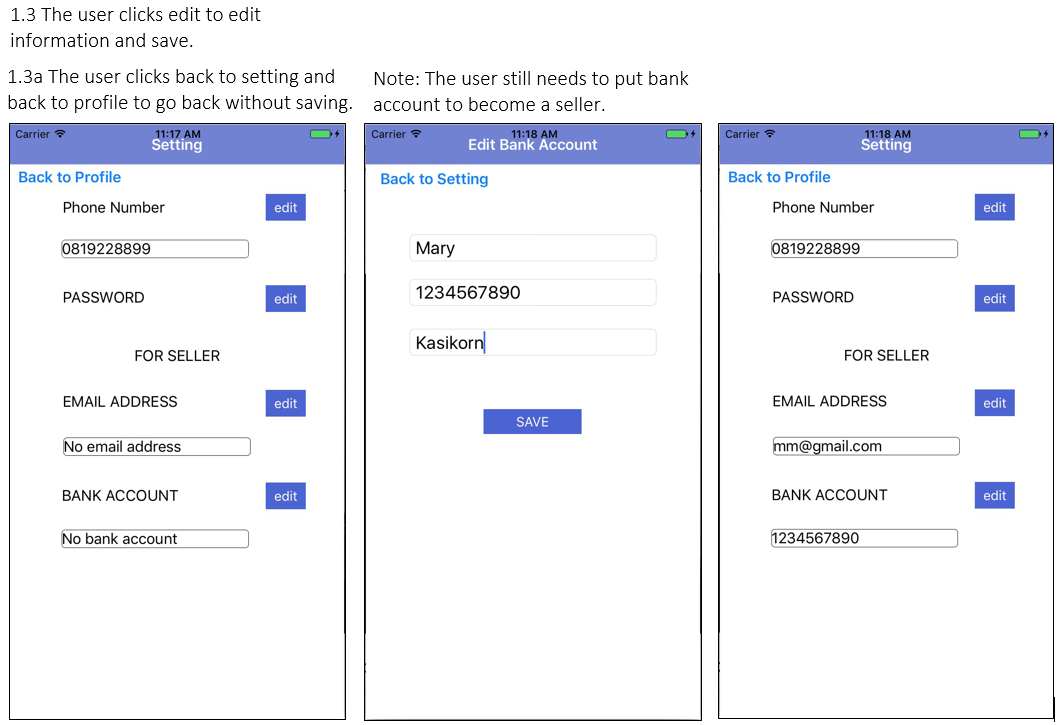 1.3 The user clicks edit to edit
information and save.
1.3a The user clicks back to setting and
back to profile to go back without saving.
Note: The user still needs to put bank
account to become a seller.
Carrier 11:17 AM
Setting
Back to Profile
Phone Number edit
0819228899
PASSWORD edit
FOR SELLER
EMAIL ADDRESS edit
No email address
BANK ACCOUNT edit
No bank account
Carrier 11:18 AM
Edit Bank Account
Back to Setting
Mary
1234567890
Kasikorn
SAVE
Carrier 11:18 AM
Setting
Back to Profile
Phone Number edit
0819228899
PASSWORD edit
FOR SELLER
EMAIL ADDRESS edit
mm@gmail.com
BANK ACCOUNT edit
1234567890